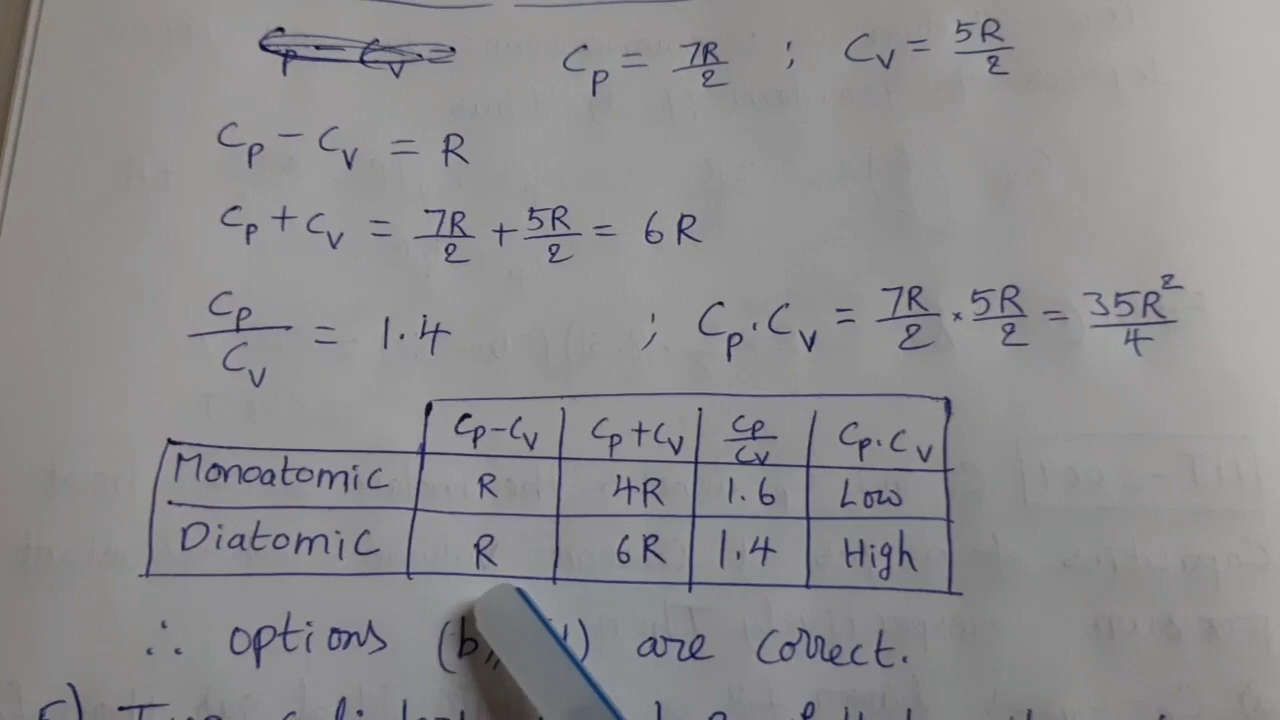 Cp = 7R/2 ; Cv = 5R/2
Cp - Cv = R
Cp + Cv = 7R/2 + 5R/2 = 6R
Cp/Cv = 1.4 ; Cp . Cv = 7R/2 × 5R/2 = 35R²/4
Cp - Cv Cp + Cv Cp/Cv Cp . Cv
Monoatomic R 4R 1.6 Low
Diatomic R 6R 1.4 High
∴ options (b, ) are correct.
5)